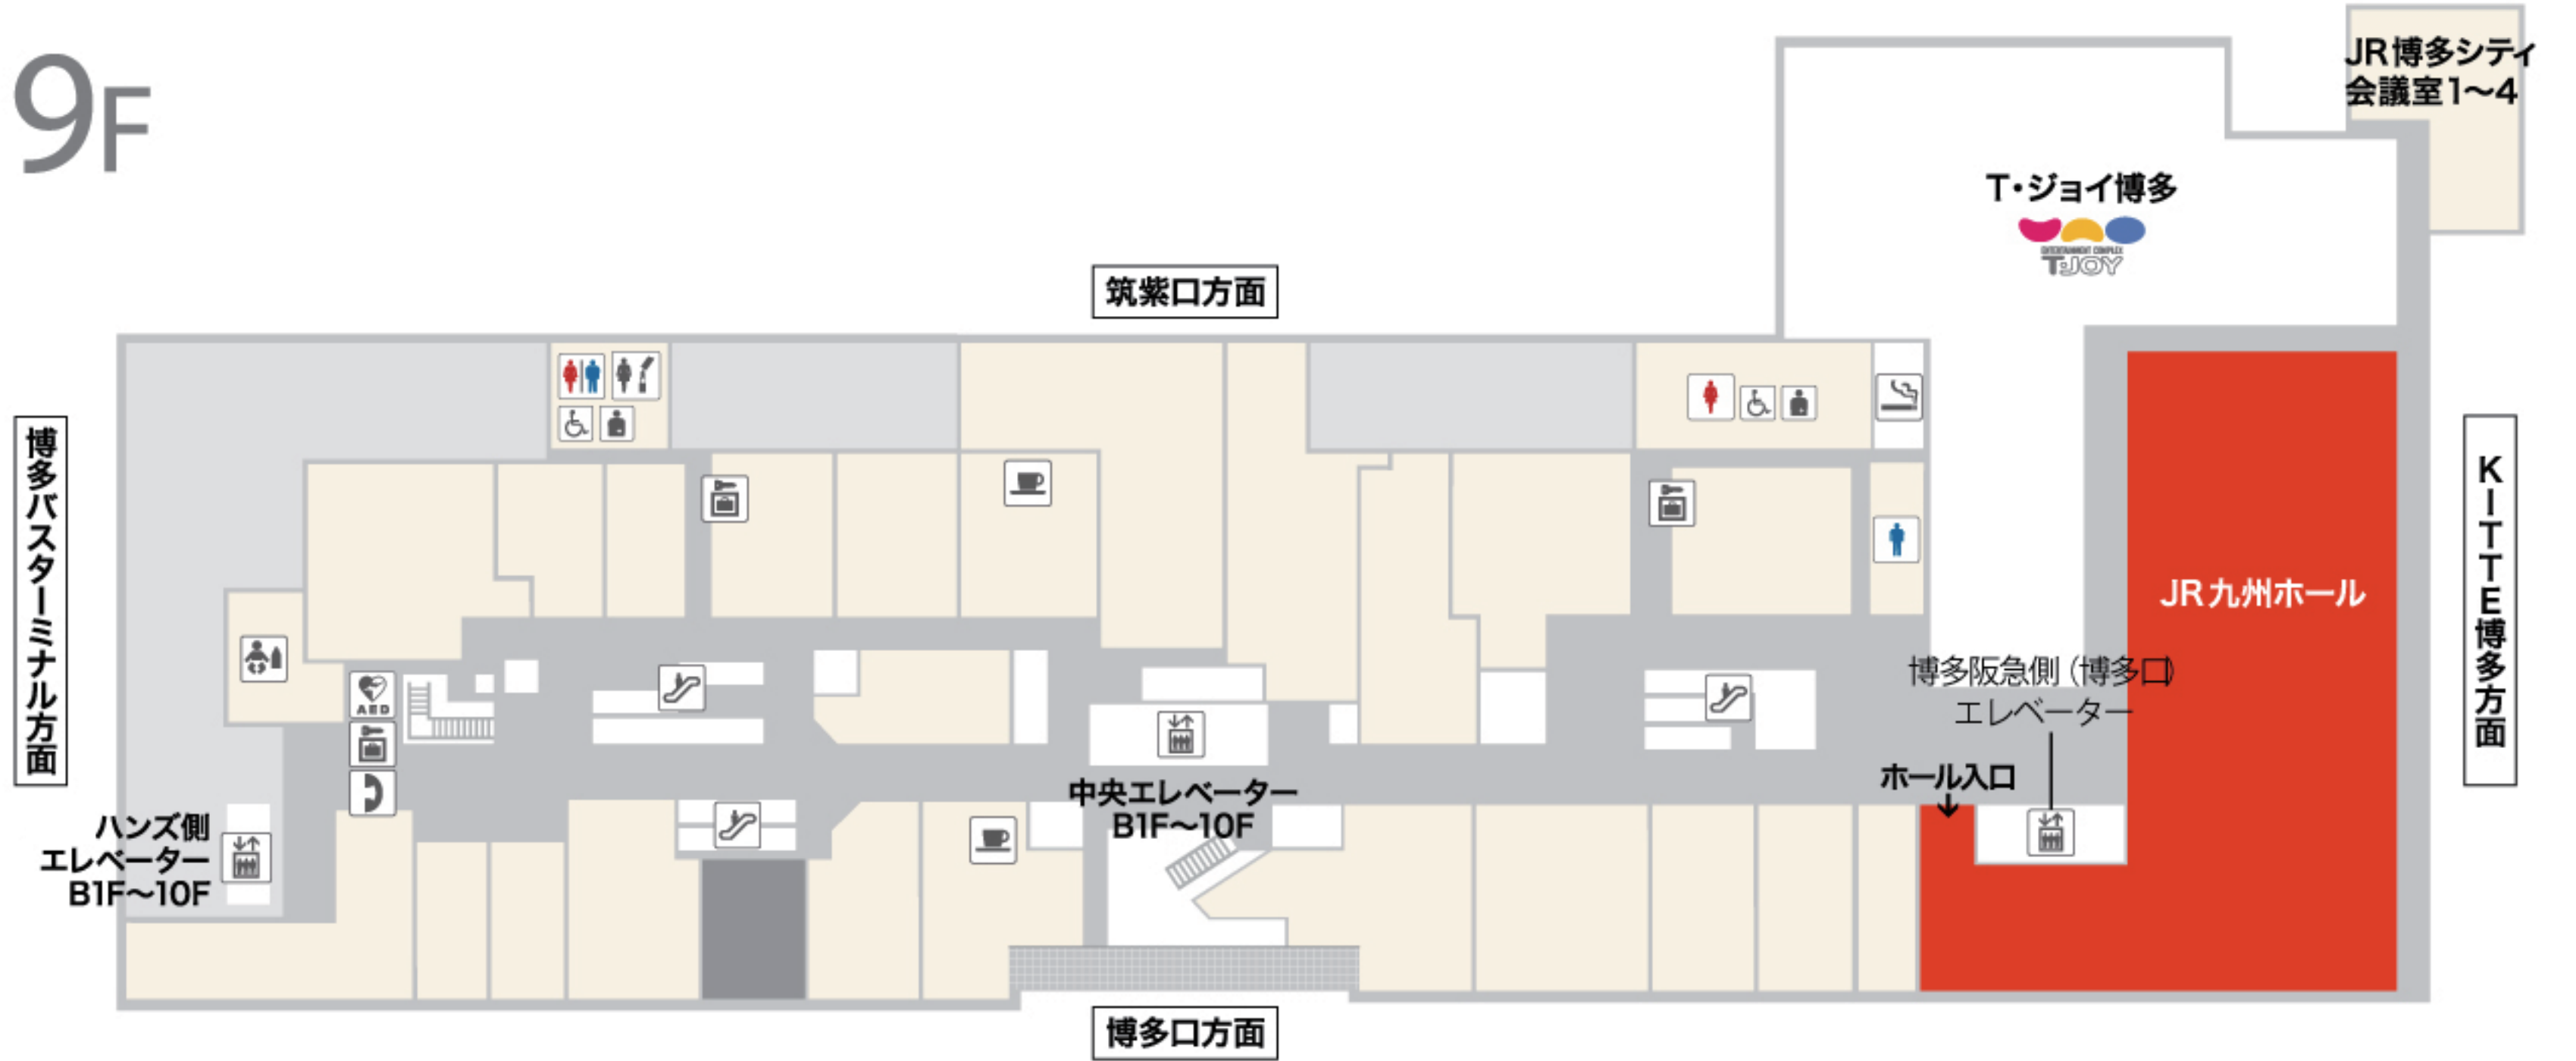 9F
JR博多シティ
会議室1〜4
T・ジョイ博多
ENTERTAINMENT COMPLEX
T・JOY
筑紫口方面
博多バスターミナル方面
KITTE博多方面
JR九州ホール
博多阪急側（博多口）
エレベーター
ホール入口
AED
中央エレベーター
B1F〜10F
ハンズ側
エレベーター
B1F〜10F
博多口方面